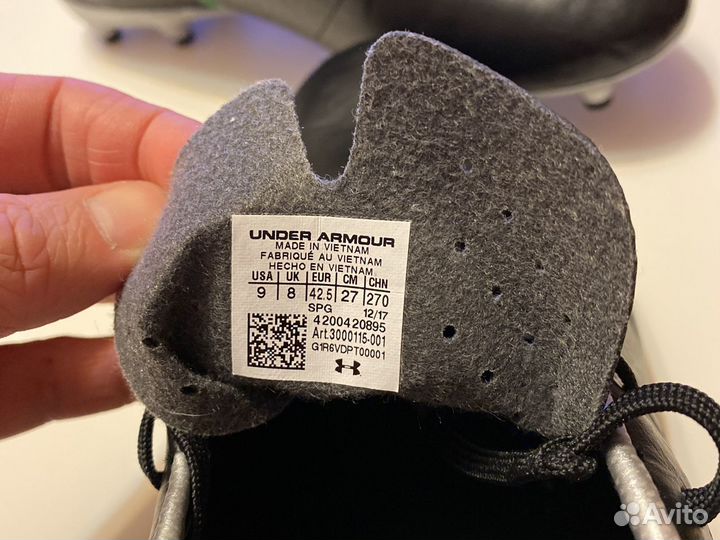 UNDER ARMOUR
MADE IN VIETNAM
FABRIQUÉ AU VIETNAM
HECHO EN VIETNAM
USA UK EUR CM CHN
9 8 42.5 27 270
SPG 12/17
4200420895
Art.3000115-001
G1R6VDPT00001
Avito